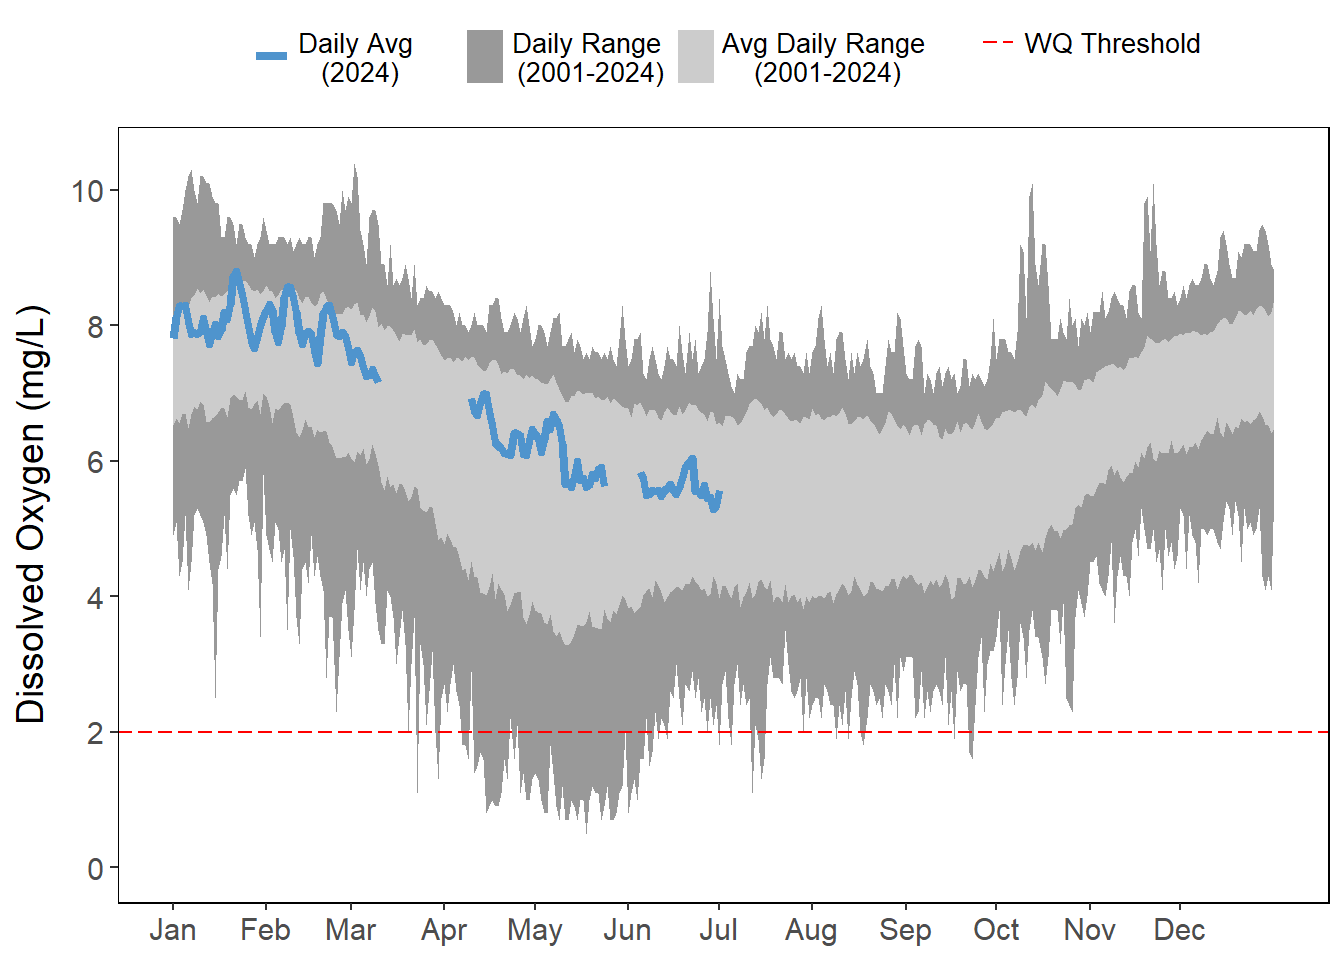 Daily Avg
(2024)
Daily Range
(2001-2024)
Avg Daily Range
(2001-2024)
WQ Threshold
Dissolved Oxygen (mg/L)
10
8
6
4
2
0
Jan Feb Mar Apr May Jun Jul Aug Sep Oct Nov Dec